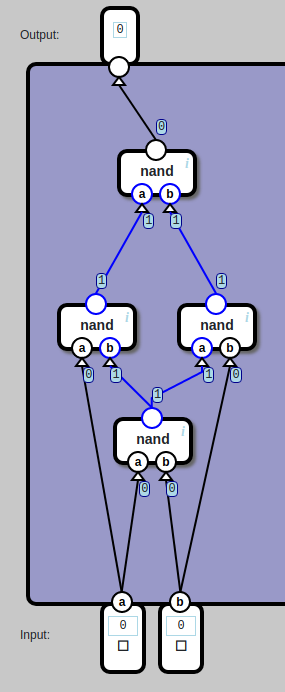 Output:
0
0
i
nand
a b
1 1
1 1
i i
nand nand
a b a b
0 1 1 0
1
i
nand
a b
0 0
a b
Input:
0 0